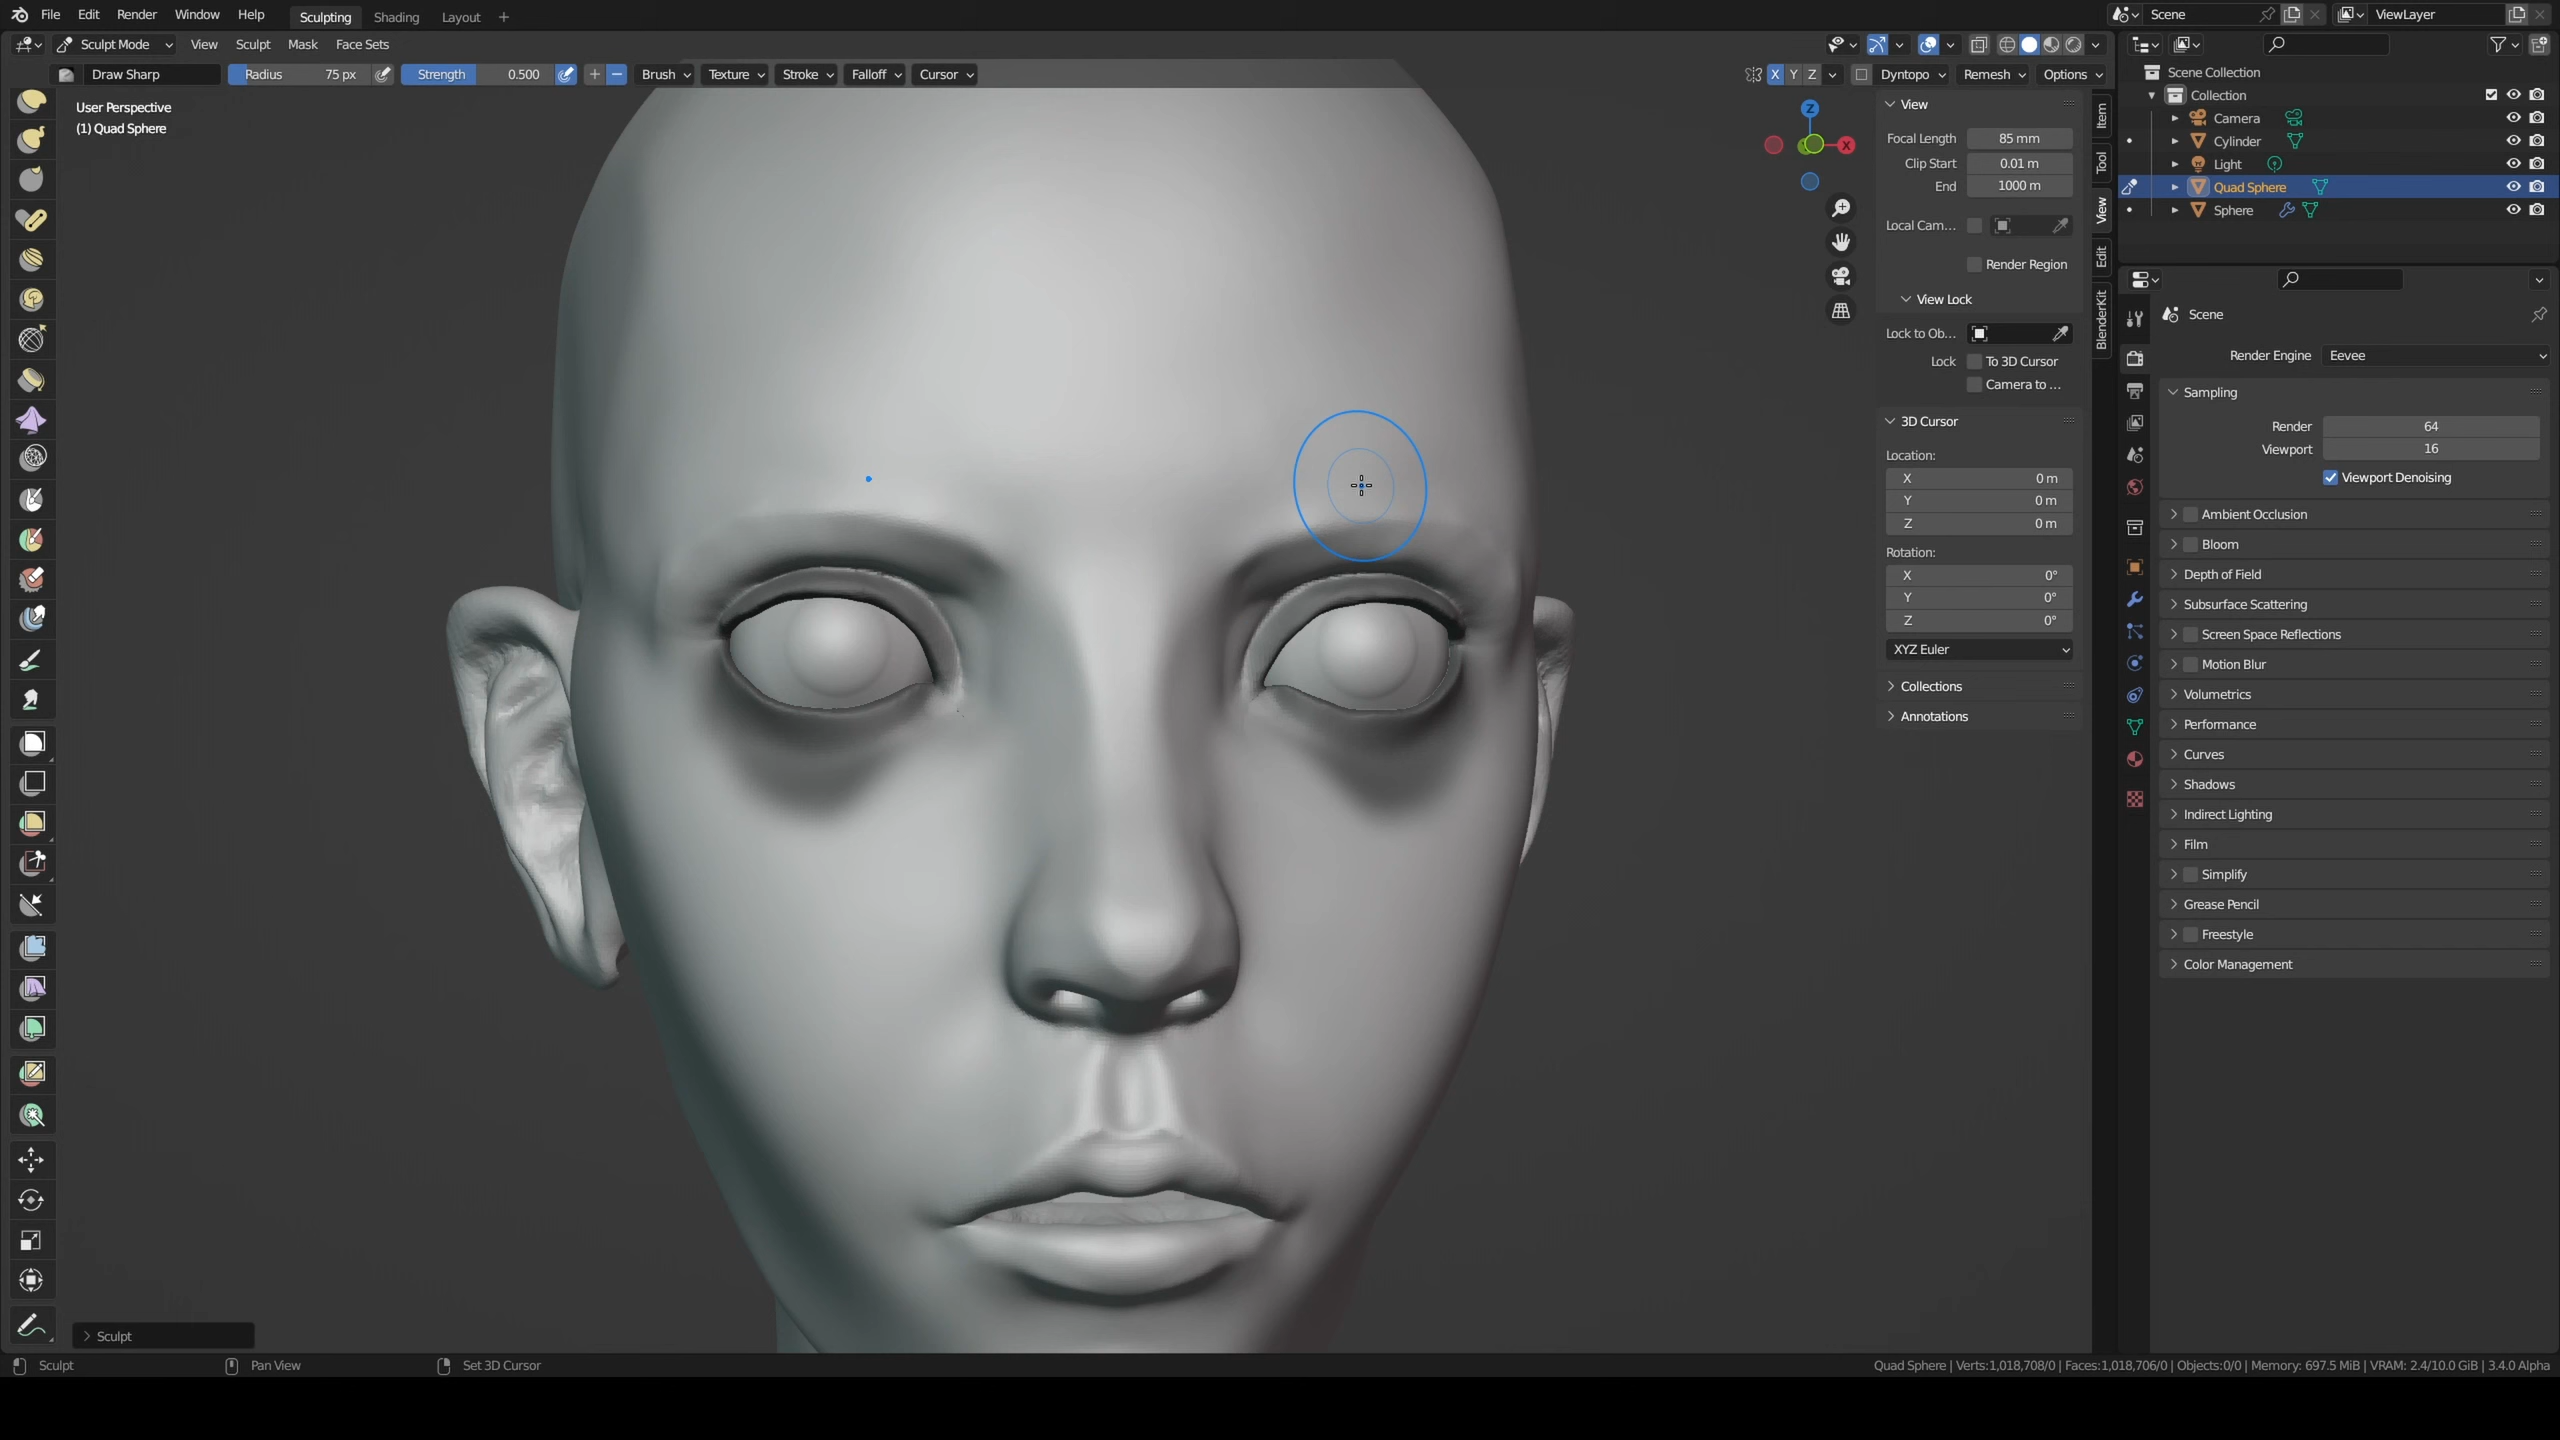 File Edit Render Window Help Sculpting Shading Layout + Scene ViewLayer
Sculpt Mode View Sculpt Mask Face Sets
Draw Sharp Radius 75 px Strength 0.500 Brush Texture Stroke Falloff Cursor X Y Z Dyntopo Remesh Options
User Perspective
(1) Quad Sphere
Z
X
View
Focal Length 85 mm
Clip Start 0.01 m
End 1000 m
Local Cam...
Render Region
View Lock
Lock to Ob...
Lock To 3D Cursor
Camera to ...
3D Cursor
Location:
X 0 m
Y 0 m
Z 0 m
Rotation:
X 0°
Y 0°
Z 0°
XYZ Euler
Collections
Annotations
Item
Tool
View
Edit
BlenderKit
Scene Collection
Collection
Camera
Cylinder
Light
Quad Sphere
Sphere
Scene
Render Engine Eevee
Sampling
Render 64
Viewport 16
Viewport Denoising
Ambient Occlusion
Bloom
Depth of Field
Subsurface Scattering
Screen Space Reflections
Motion Blur
Volumetrics
Performance
Curves
Shadows
Indirect Lighting
Film
Simplify
Grease Pencil
Freestyle
Color Management
Sculpt
Sculpt Pan View Set 3D Cursor Quad Sphere | Verts:1,018,708/0 | Faces:1,018,706/0 | Objects:0/0 | Memory: 697.5 MiB | VRAM: 2.4/10.0 GiB | 3.4.0 Alpha